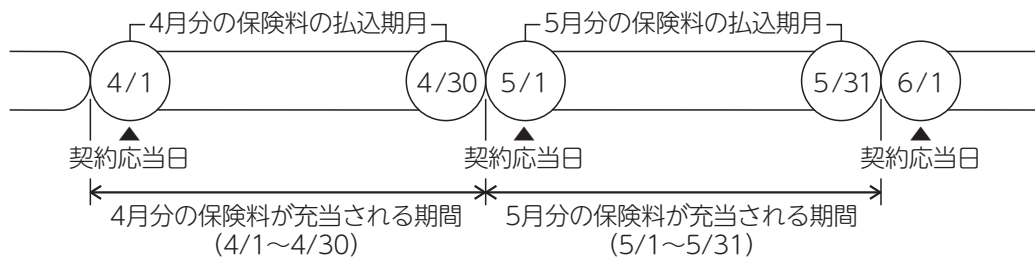 4月分の保険料の払込期月
5月分の保険料の払込期月
4/1
4/30
5/1
5/31
6/1
契約応当日
契約応当日
契約応当日
4月分の保険料が充当される期間
(4/1～4/30)
5月分の保険料が充当される期間
(5/1～5/31)